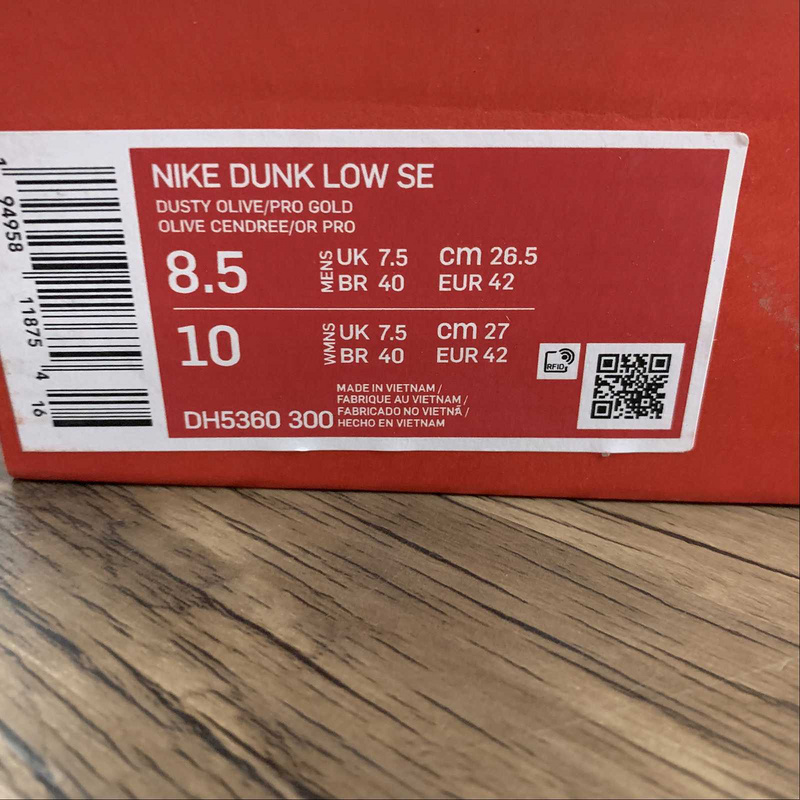 NIKE DUNK LOW SE
DUSTY OLIVE/PRO GOLD
OLIVE CENDREE/OR PRO
8.5 MENS UK 7.5 cm 26.5
BR 40 EUR 42
10 WMNS UK 7.5 cm 27
BR 40 EUR 42
RFID
MADE IN VIETNAM /
FABRIQUE AU VIETNAM /
FABRICADO NO VIETNÃ /
HECHO EN VIETNAM
DH5360 300
1 94958 11875 4 16